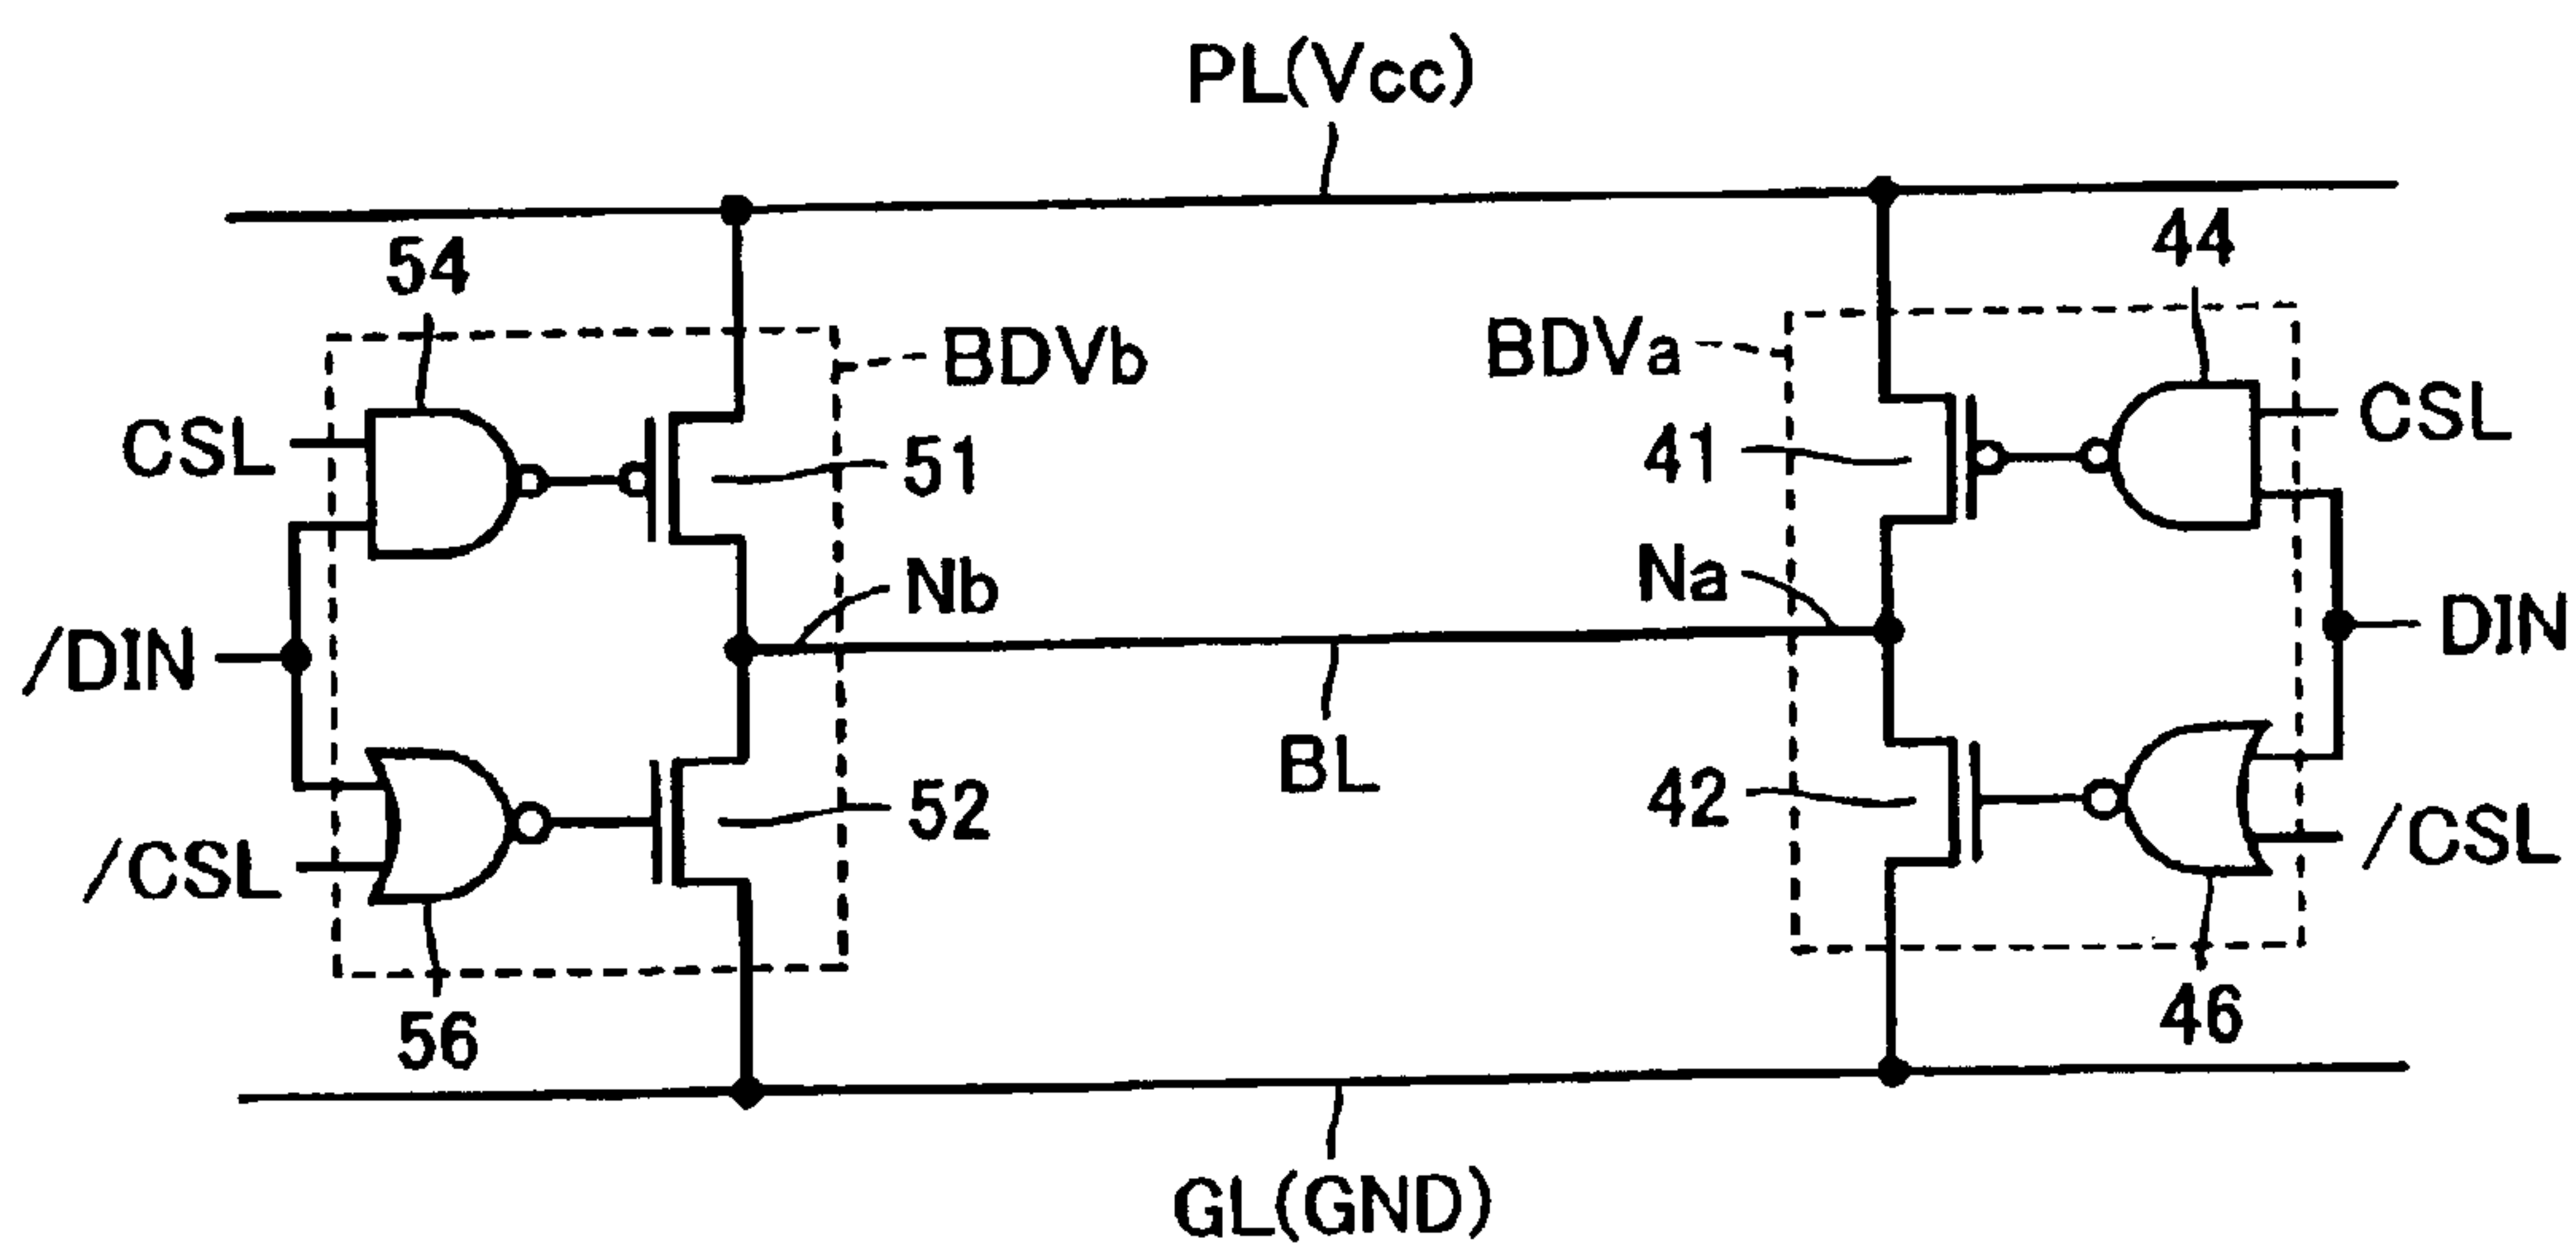 PL(Vcc)
54
44
BDVb
BDVa
CSL
51
41
CSL
Nb
Na
/DIN
DIN
BL
52
42
/CSL
/CSL
56
46
GL(GND)